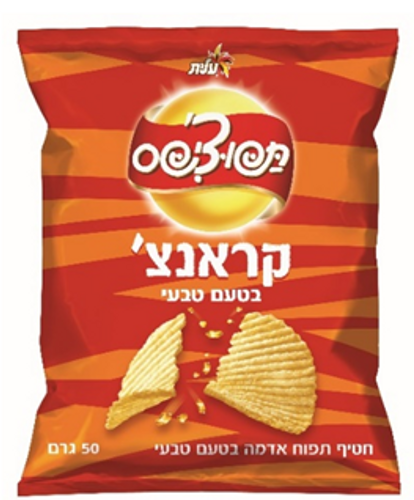 עלית
תפוצ'יפס
קראנצ'
בטעם טבעי
חטיף תפוח אדמה בטעם טבעי
50 גרם